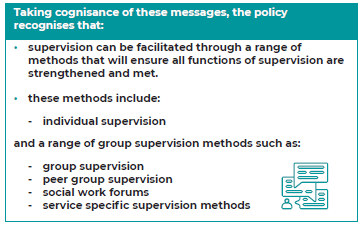 Taking cognisance of these messages, the policy
recognises that:
• supervision can be facilitated through a range of
methods that will ensure all functions of supervision are
strengthened and met.
• these methods include:
- individual supervision
and a range of group supervision methods such as:
- group supervision
- peer group supervision
- social work forums
- service specific supervision methods